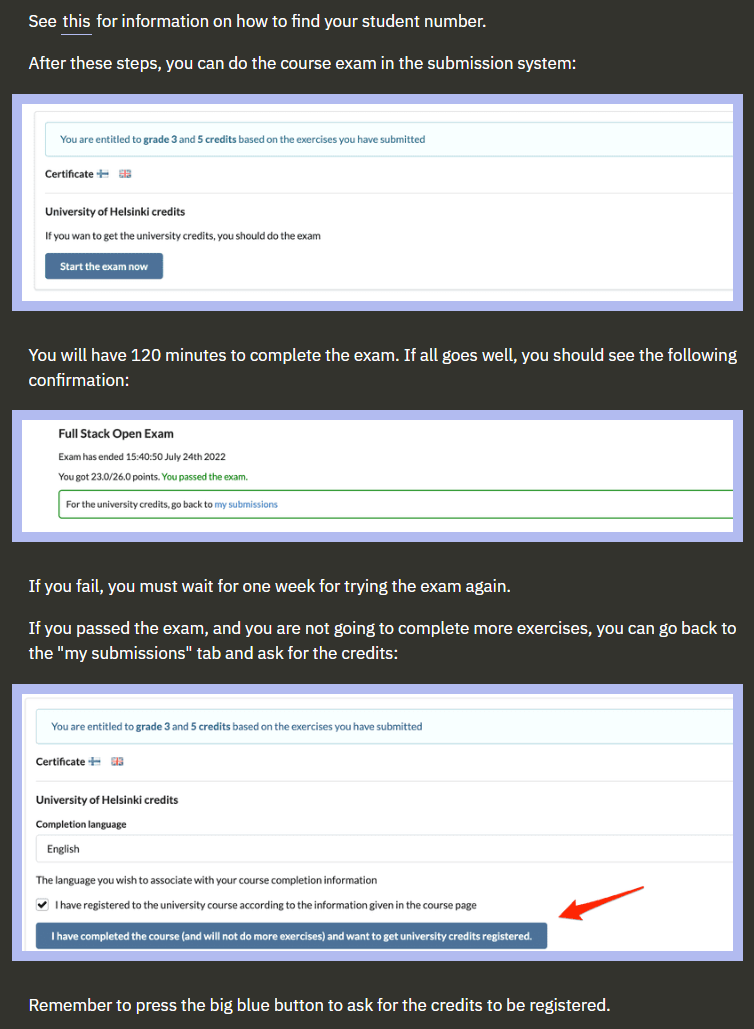 See this for information on how to find your student number.
After these steps, you can do the course exam in the submission system:
You are entitled to grade 3 and 5 credits based on the exercises you have submitted
Certificate
University of Helsinki credits
If you wan to get the university credits, you should do the exam
Start the exam now
You will have 120 minutes to complete the exam. If all goes well, you should see the following
confirmation:
Full Stack Open Exam
Exam has ended 15:40:50 July 24th 2022
You got 23.0/26.0 points. You passed the exam.
For the university credits, go back to my submissions
If you fail, you must wait for one week for trying the exam again.
If you passed the exam, and you are not going to complete more exercises, you can go back to
the "my submissions" tab and ask for the credits:
You are entitled to grade 3 and 5 credits based on the exercises you have submitted
Certificate
University of Helsinki credits
Completion language
English
The language you wish to associate with your course completion information
I have registered to the university course according to the information given in the course page
I have completed the course (and will not do more exercises) and want to get university credits registered.
Remember to press the big blue button to ask for the credits to be registered.